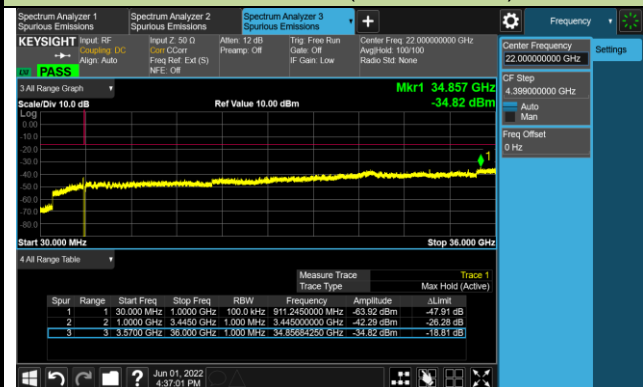 Spectrum Analyzer 1
Spurious Emissions
Spectrum Analyzer 2
Spurious Emissions
Spectrum Analyzer 3
Spurious Emissions
Frequency
KEYSIGHT
Input: RF
Coupling: DC
Align: Auto
Input Z: 50 Ω
Corr CCorr
Freq Ref: Ext (S)
NFE: Off
Atten: 12 dB
Preamp: Off
Trig: Free Run
Gate: Off
IF Gain: Low
Center Freq: 22.000000000 GHz
Avg|Hold: 100/100
Radio Std: None
PASS
Center Frequency
22.000000000 GHz
Settings
CF Step
4.399000000 GHz
Auto
Man
Freq Offset
0 Hz
3 All Range Graph
Mkr1 34.857 GHz
Scale/Div 10.0 dB
Ref Value 10.00 dBm
-34.82 dBm
Log
0.00
-10.0
-20.0
-30.0
-40.0
-50.0
-60.0
-70.0
-80.0
1
Start 30.000 MHz
Stop 36.000 GHz
4 All Range Table
Measure Trace Trace 1
Trace Type Max Hold (Active)
Spur Range Start Freq Stop Freq RBW Frequency Amplitude ΔLimit
1 1 30.000 MHz 1.0000 GHz 100.0 kHz 911.2450000 MHz -63.92 dBm -47.91 dB
2 2 1.0000 GHz 3.4450 GHz 1.000 MHz 3.445000000 GHz -42.29 dBm -26.28 dB
3 3 3.5700 GHz 36.000 GHz 1.000 MHz 34.85684250 GHz -34.82 dBm -18.81 dB
Jun 01, 2022
4:37:01 PM